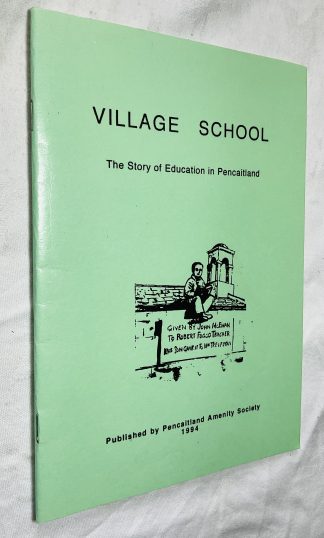 VILLAGE SCHOOL
The Story of Education in Pencaitland
GIVEN BY JOHN McEWAN
TO ROBERT FOGGO TEACHER
Published by Pencaitland Amenity Society
1994